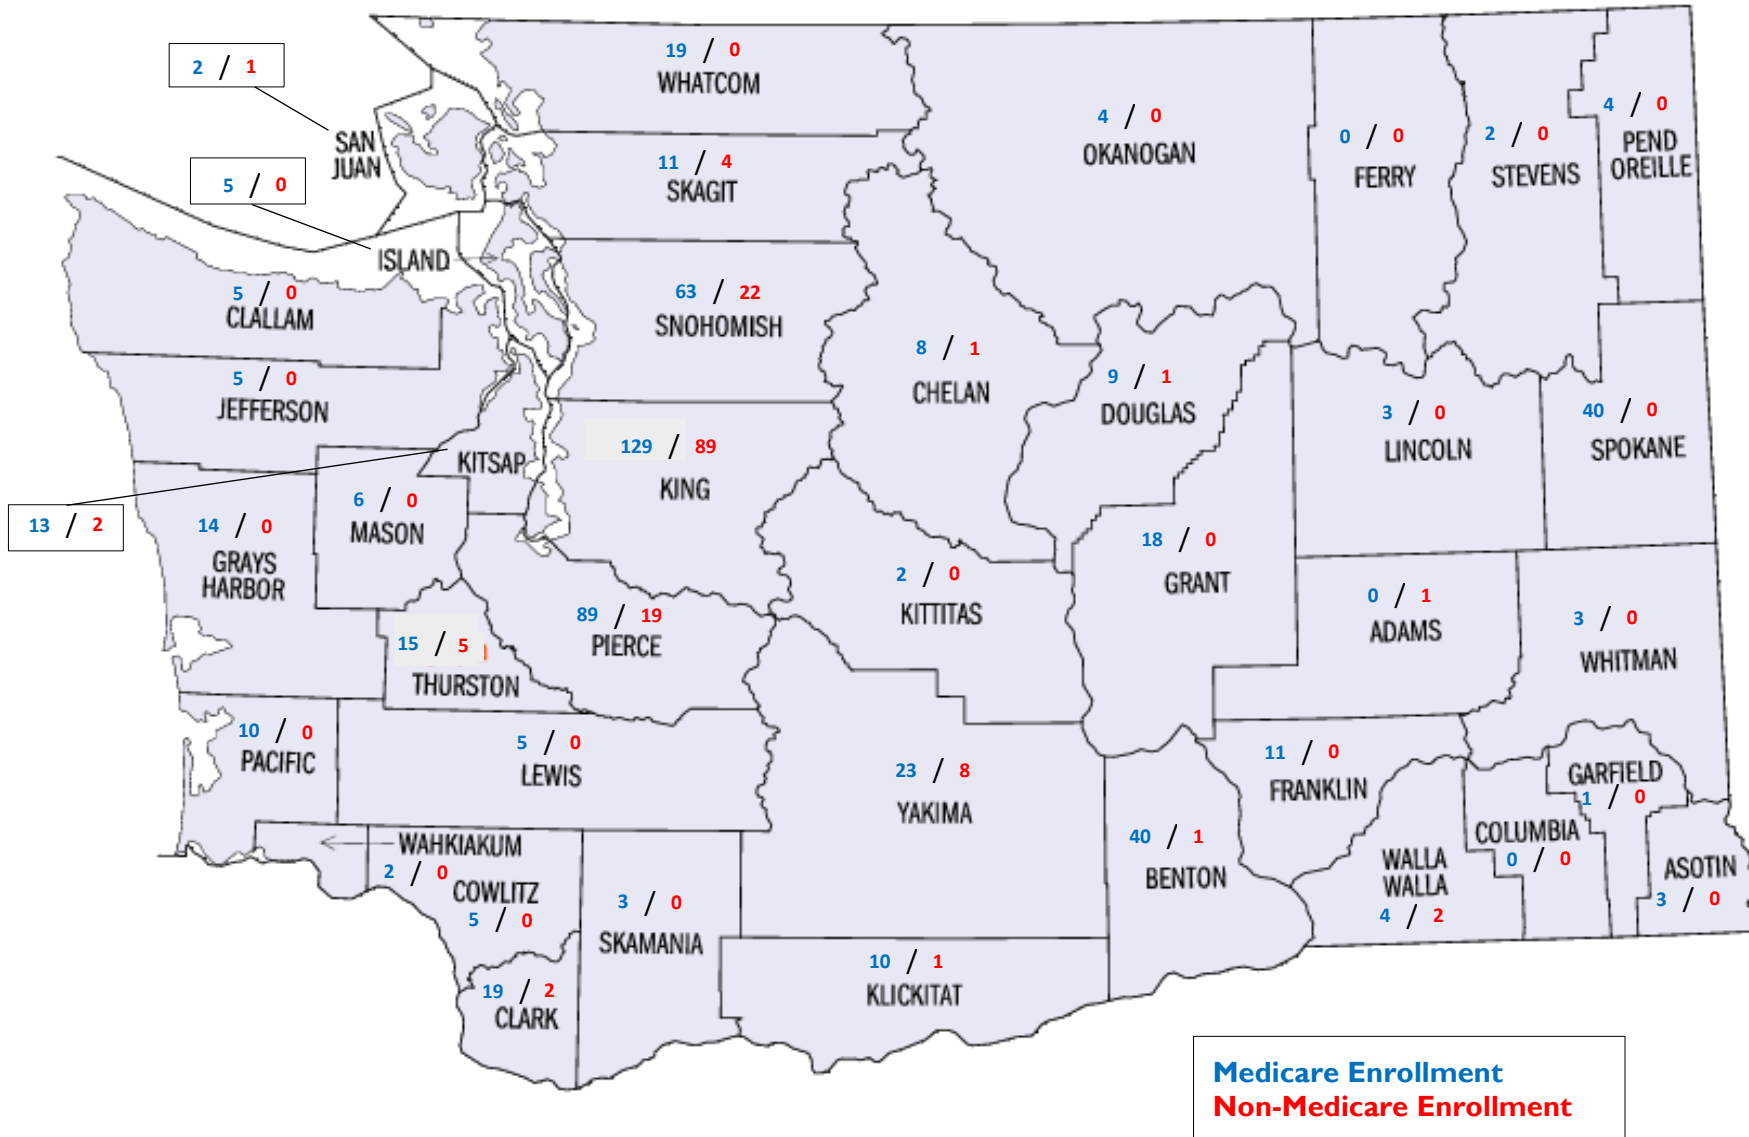 19 / 0
WHATCOM
2 / 1
SAN
JUAN
4 / 0
OKANOGAN
0 / 0
FERRY
2 / 0
STEVENS
4 / 0
PEND
OREILLE
11 / 4
SKAGIT
5 / 0
ISLAND
5 / 0
CLALLAM
63 / 22
SNOHOMISH
8 / 1
CHELAN
9 / 1
DOUGLAS
5 / 0
JEFFERSON
3 / 0
LINCOLN
40 / 0
SPOKANE
129 / 89
KING
KITSAP
13 / 2
6 / 0
MASON
14 / 0
GRAYS
HARBOR
18 / 0
GRANT
2 / 0
KITTITAS
0 / 1
ADAMS
3 / 0
WHITMAN
89 / 19
PIERCE
15 / 5
THURSTON
10 / 0
PACIFIC
5 / 0
LEWIS
23 / 8
YAKIMA
11 / 0
FRANKLIN
GARFIELD
1 / 0
COLUMBIA
0 / 0
40 / 1
BENTON
WALLA
WALLA
4 / 2
ASOTIN
3 / 0
WAHKIAKUM
2 / 0
COWLITZ
5 / 0
3 / 0
SKAMANIA
10 / 1
KLICKITAT
19 / 2
CLARK
Medicare Enrollment
Non-Medicare Enrollment